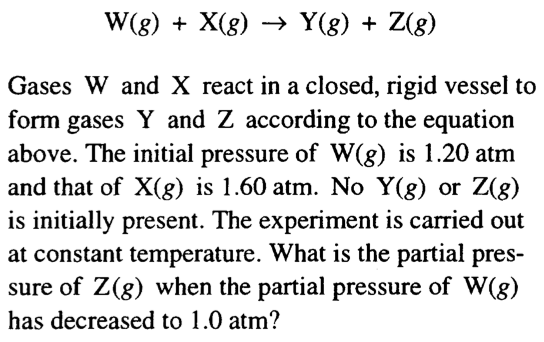 W(g) + X(g) → Y(g) + Z(g)
Gases W and X react in a closed, rigid vessel to
form gases Y and Z according to the equation
above. The initial pressure of W(g) is 1.20 atm
and that of X(g) is 1.60 atm. No Y(g) or Z(g)
is initially present. The experiment is carried out
at constant temperature. What is the partial pres-
sure of Z(g) when the partial pressure of W(g)
has decreased to 1.0 atm?